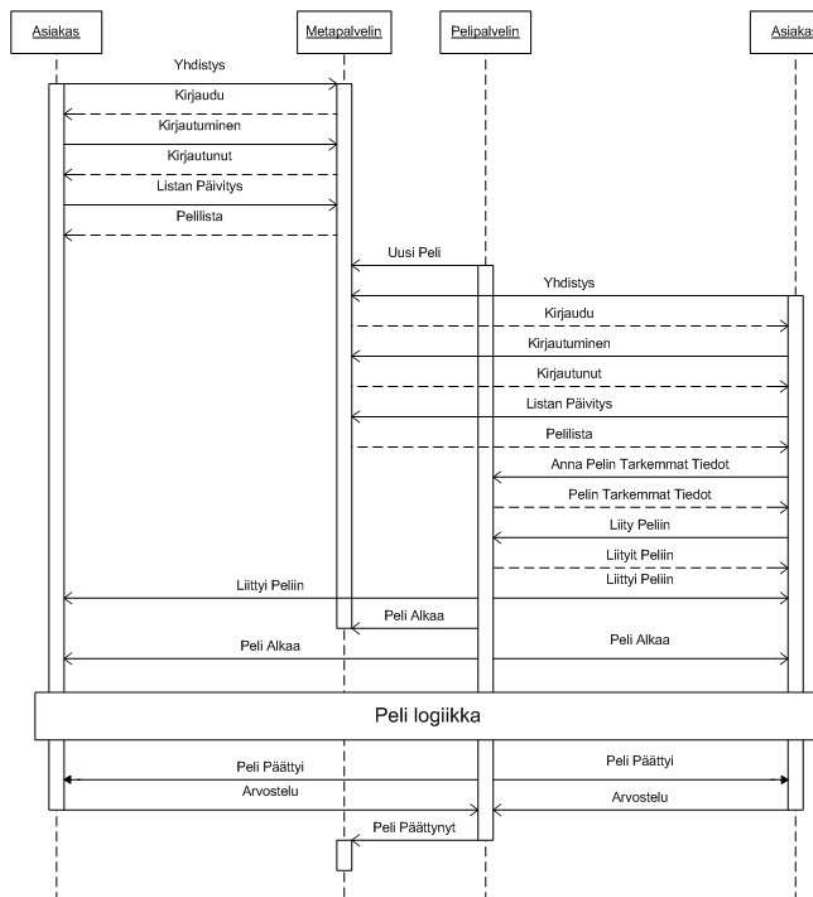 Asiakas
Metapalvelin
Pelipalvelin
Asiakas
Yhdistys
Kirjaudu
Kirjautuminen
Kirjautunut
Listan Päivitys
Pelilista
Uusi Peli
Yhdistys
Kirjaudu
Kirjautuminen
Kirjautunut
Listan Päivitys
Pelilista
Anna Pelin Tarkemmat Tiedot
Pelin Tarkemmat Tiedot
Liity Peliin
Liityit Peliin
Liittyi Peliin
Liittyi Peliin
Peli Alkaa
Peli Alkaa
Peli Alkaa
Peli logiikka
Peli Päättyi
Peli Päättyi
Arvostelu
Arvostelu
Peli Päättynyt